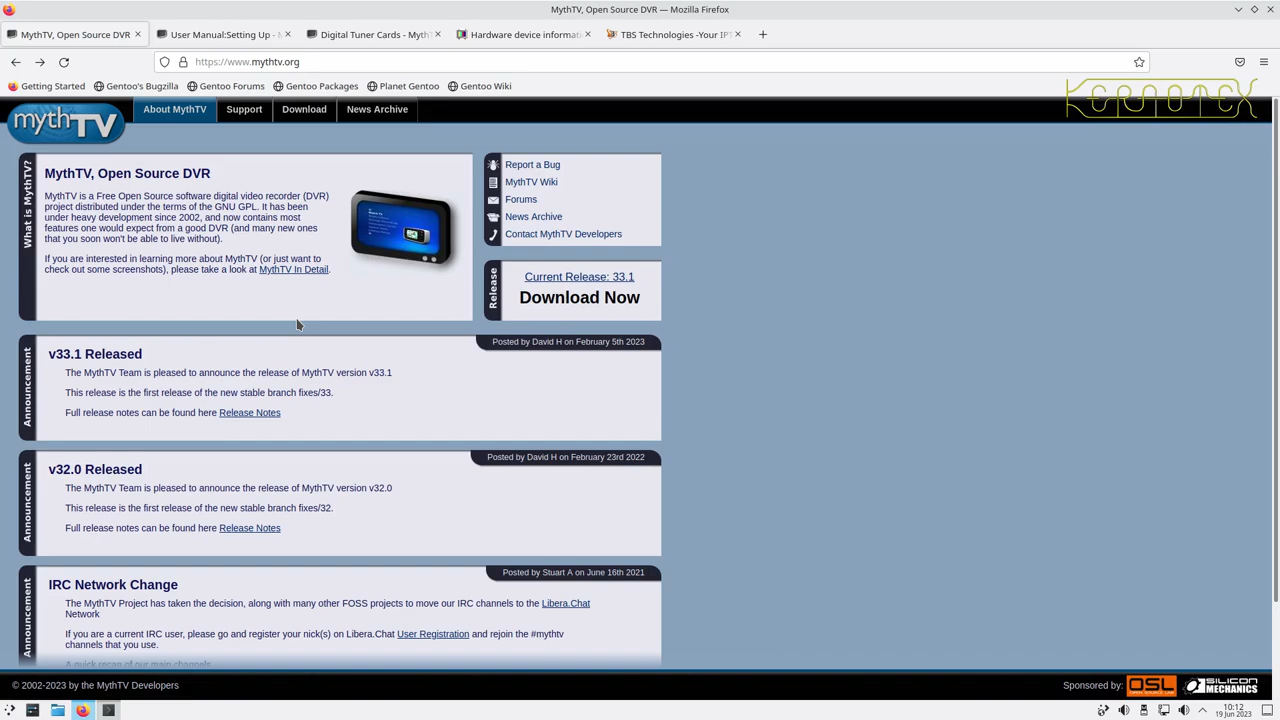 MythTV, Open Source DVR — Mozilla Firefox
MythTV, Open Source DVR
User Manual:Setting Up -
Digital Tuner Cards - MythT
Hardware device informat
TBS Technologies -Your IPT
https://www.mythtv.org
Getting Started
Gentoo's Bugzilla
Gentoo Forums
Gentoo Packages
Planet Gentoo
Gentoo Wiki
mythTV
About MythTV
Support
Download
News Archive
What is MythTV?
MythTV, Open Source DVR
MythTV is a Free Open Source software digital video recorder (DVR)
project distributed under the terms of the GNU GPL. It has been
under heavy development since 2002, and now contains most
features one would expect from a good DVR (and many new ones
that you soon won't be able to live without).
If you are interested in learning more about MythTV (or just want to
check out some screenshots), please take a look at MythTV In Detail.
Report a Bug
MythTV Wiki
Forums
News Archive
Contact MythTV Developers
Release
Current Release: 33.1
Download Now
Announcement
Posted by David H on February 5th 2023
v33.1 Released
The MythTV Team is pleased to announce the release of MythTV version v33.1
This release is the first release of the new stable branch fixes/33.
Full release notes can be found here Release Notes
Announcement
Posted by David H on February 23rd 2022
v32.0 Released
The MythTV Team is pleased to announce the release of MythTV version v32.0
This release is the first release of the new stable branch fixes/32.
Full release notes can be found here Release Notes
Announcement
Posted by Stuart A on June 16th 2021
IRC Network Change
The MythTV Project has taken the decision, along with many other FOSS projects to move our IRC channels to the Libera.Chat
Network
If you are a current IRC user, please go and register your nick(s) on Libera.Chat User Registration and rejoin the #mythtv
channels that you use.
A quick recap of our main channels
© 2002-2023 by the MythTV Developers
Sponsored by:
OSL
OPEN SOURCE LAB
SILICON
MECHANICS
10:12
19 Jun 2023